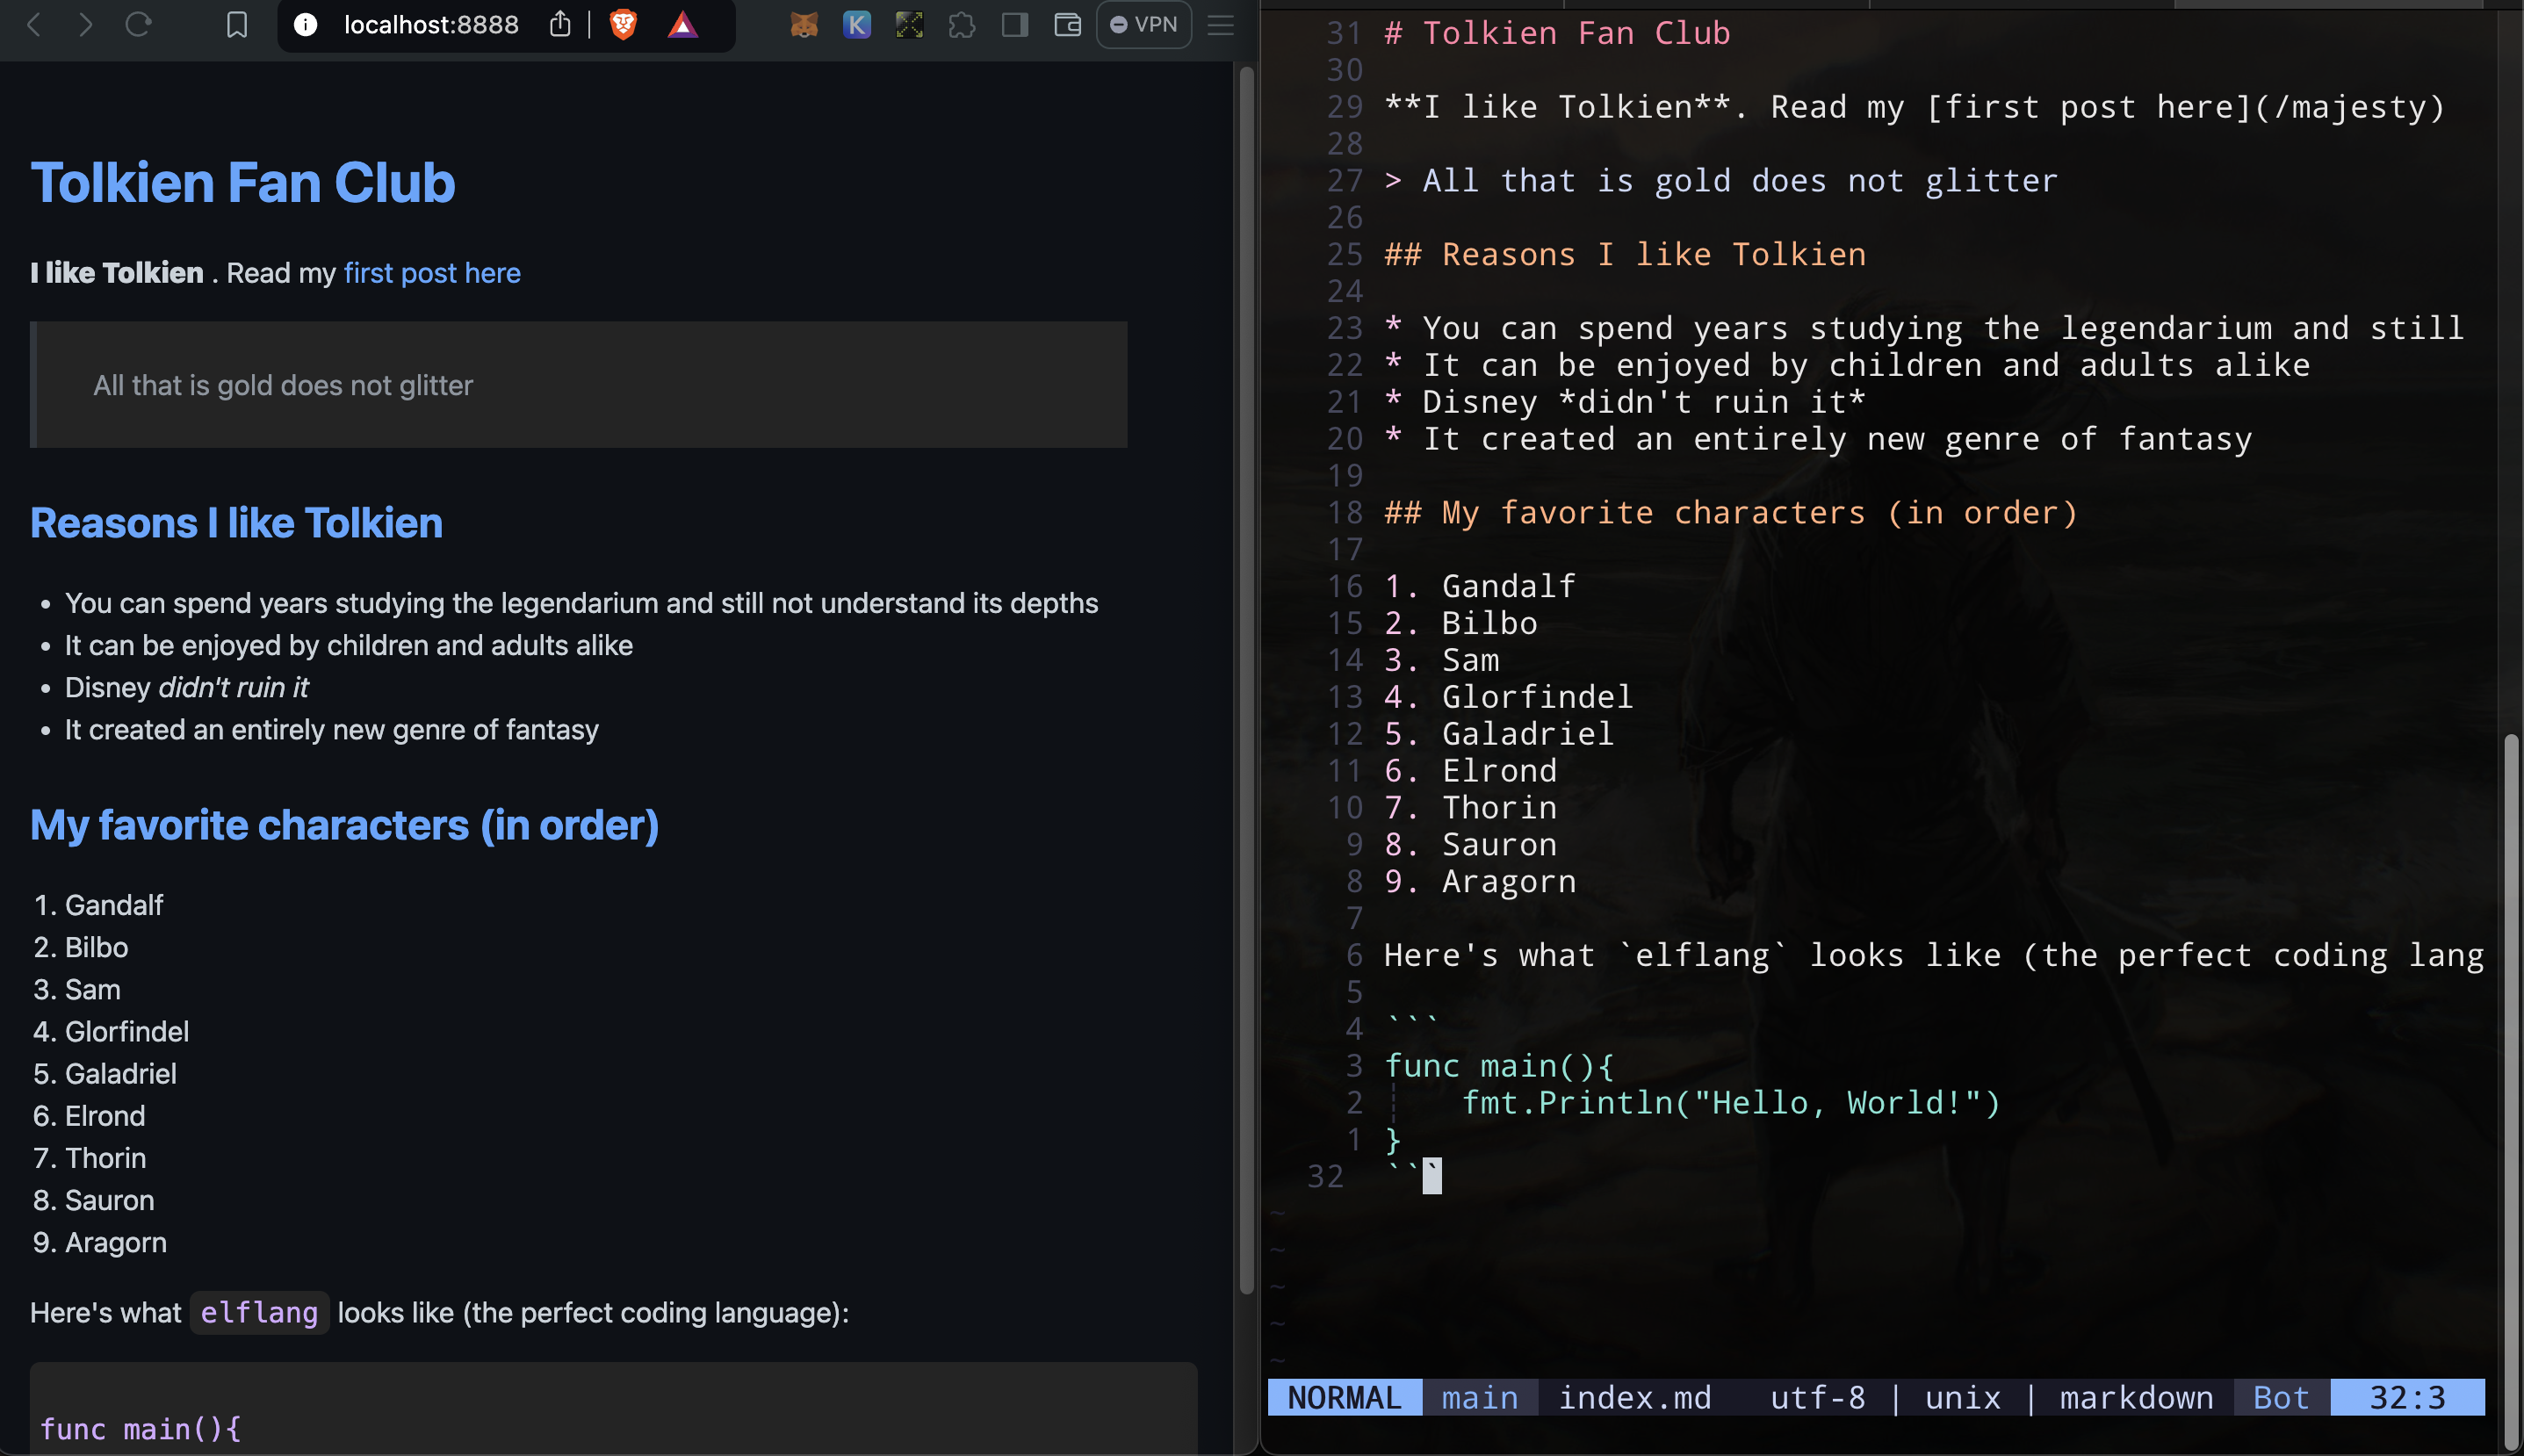 localhost:8888
K
VPN
Tolkien Fan Club
I like Tolkien . Read my first post here
All that is gold does not glitter
Reasons I like Tolkien
• You can spend years studying the legendarium and still not understand its depths
• It can be enjoyed by children and adults alike
• Disney didn't ruin it
• It created an entirely new genre of fantasy
My favorite characters (in order)
1. Gandalf
2. Bilbo
3. Sam
4. Glorfindel
5. Galadriel
6. Elrond
7. Thorin
8. Sauron
9. Aragorn
Here's what elflang looks like (the perfect coding language):
func main(){
31 # Tolkien Fan Club
30
29 **I like Tolkien**. Read my [first post here](/majesty)
28
27 > All that is gold does not glitter
26
25 ## Reasons I like Tolkien
24
23 * You can spend years studying the legendarium and still
22 * It can be enjoyed by children and adults alike
21 * Disney *didn't ruin it*
20 * It created an entirely new genre of fantasy
19
18 ## My favorite characters (in order)
17
16 1. Gandalf
15 2. Bilbo
14 3. Sam
13 4. Glorfindel
12 5. Galadriel
11 6. Elrond
10 7. Thorin
9 8. Sauron
8 9. Aragorn
7
6 Here's what `elflang` looks like (the perfect coding lang
5
4 ```
3 func main(){
2     fmt.Println("Hello, World!")
1 }
32 ```
~
~
~
~
~
NORMAL main index.md utf-8 | unix | markdown Bot 32:3